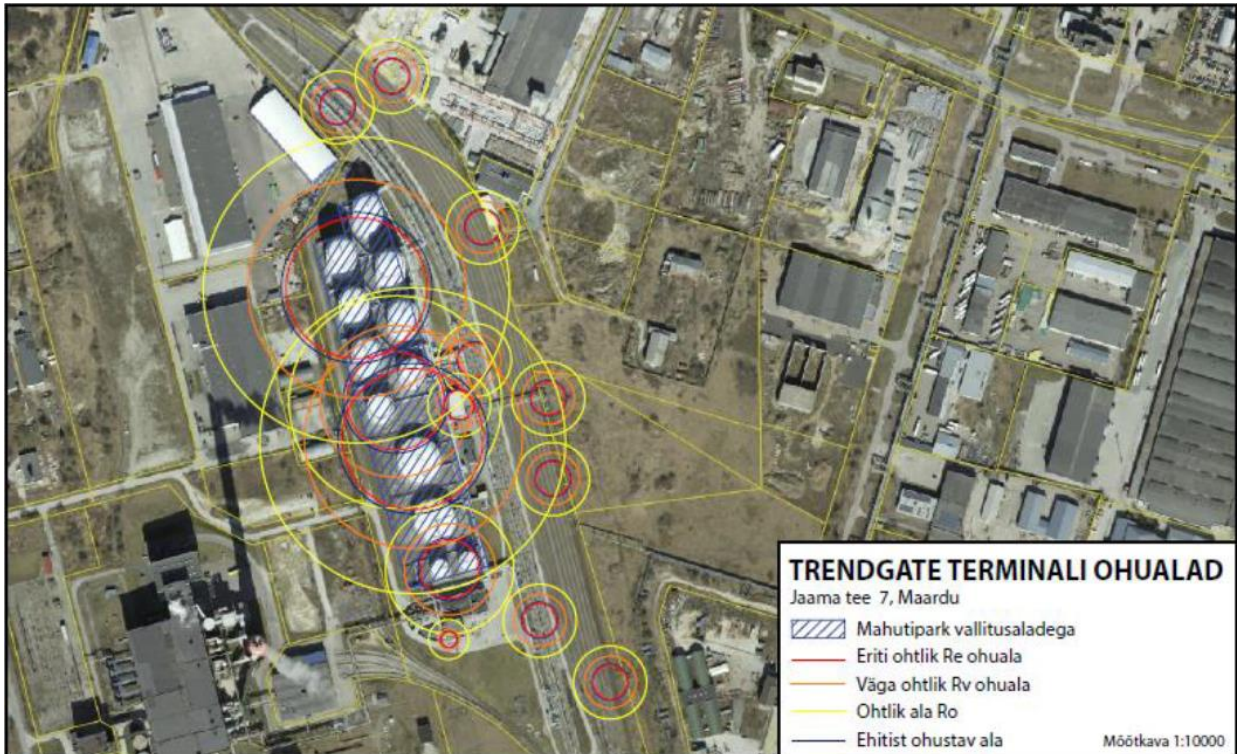 TRENDGATE TERMINALI OHUALAD
Jaama tee 7, Maardu
Mahutipark vallitusaladega
Eriti ohtlik Re ohuala
Väga ohtlik Rv ohuala
Ohtlik ala Ro
Ehitist ohustav ala
Mõõtkava 1:10000